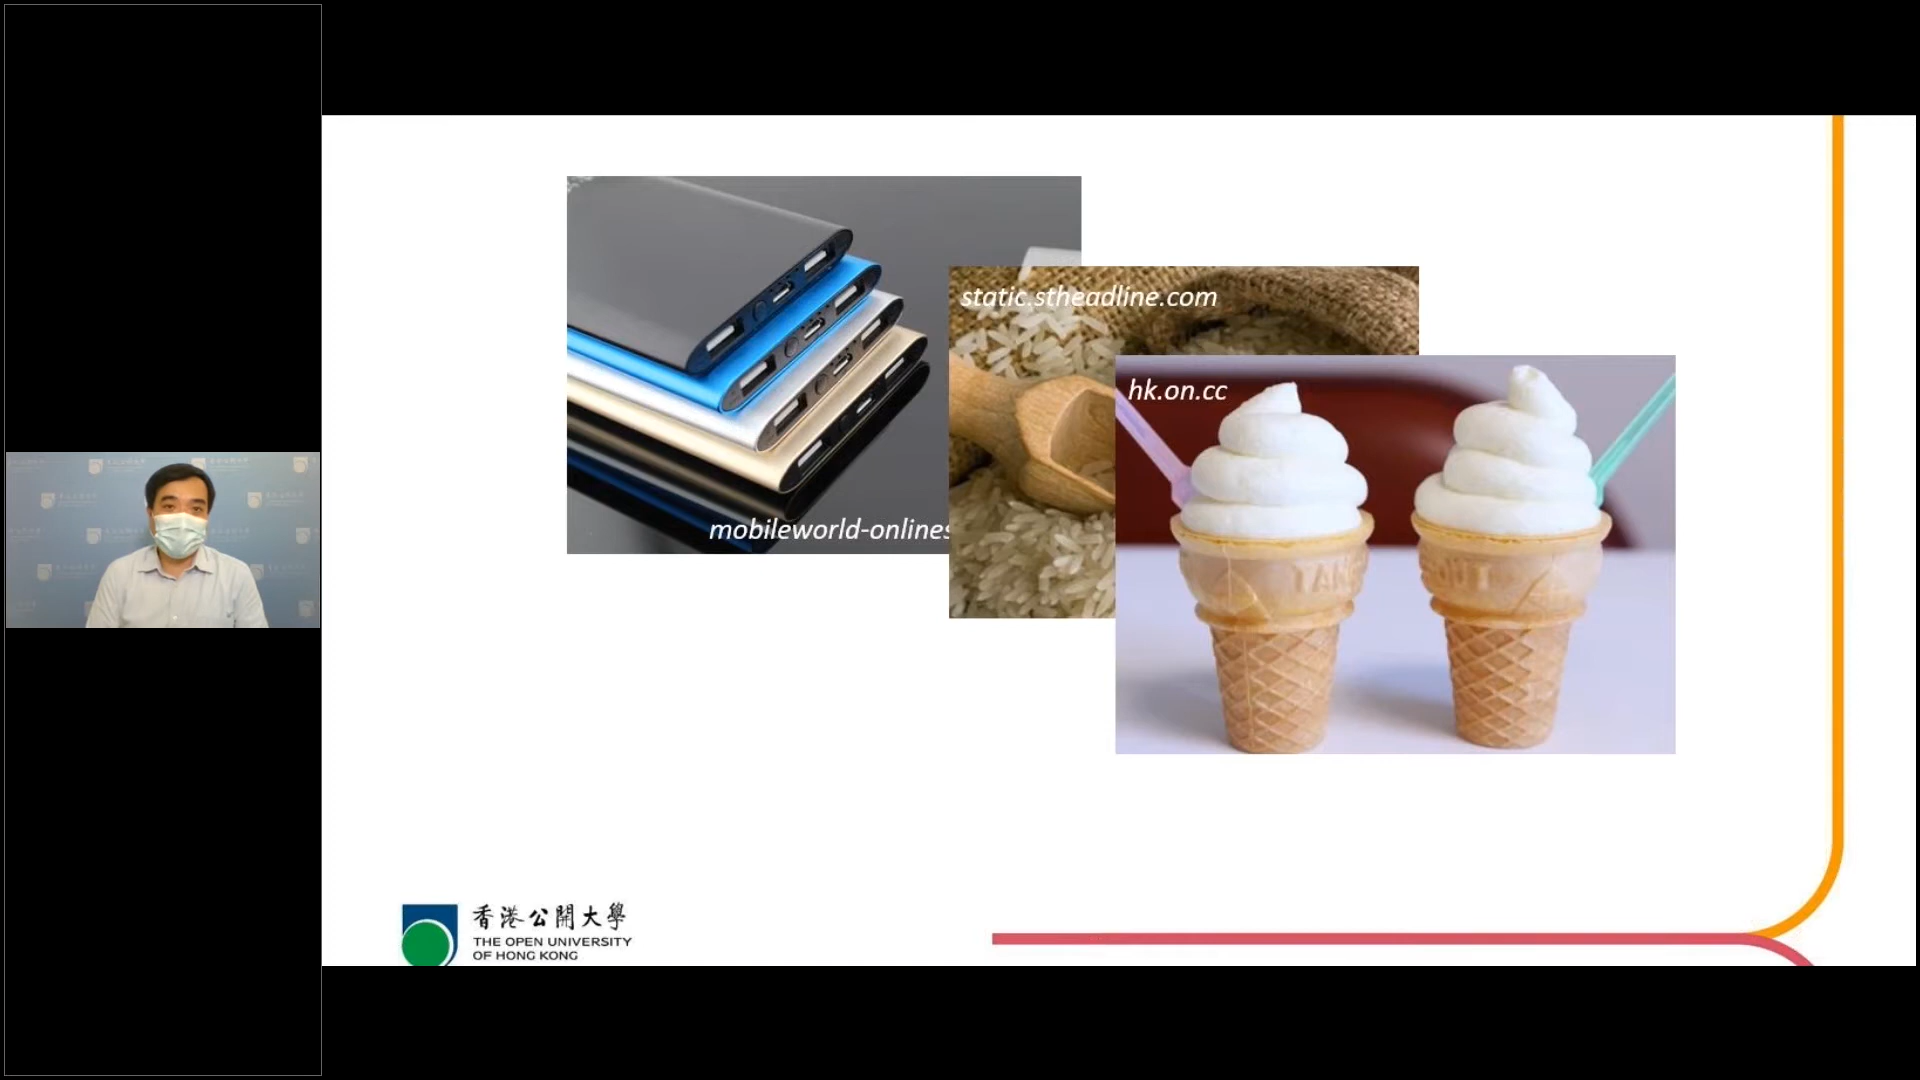 static.stheadline.com
hk.on.cc
mobileworld-onlines
香港公開大學
THE OPEN UNIVERSITY
OF HONG KONG